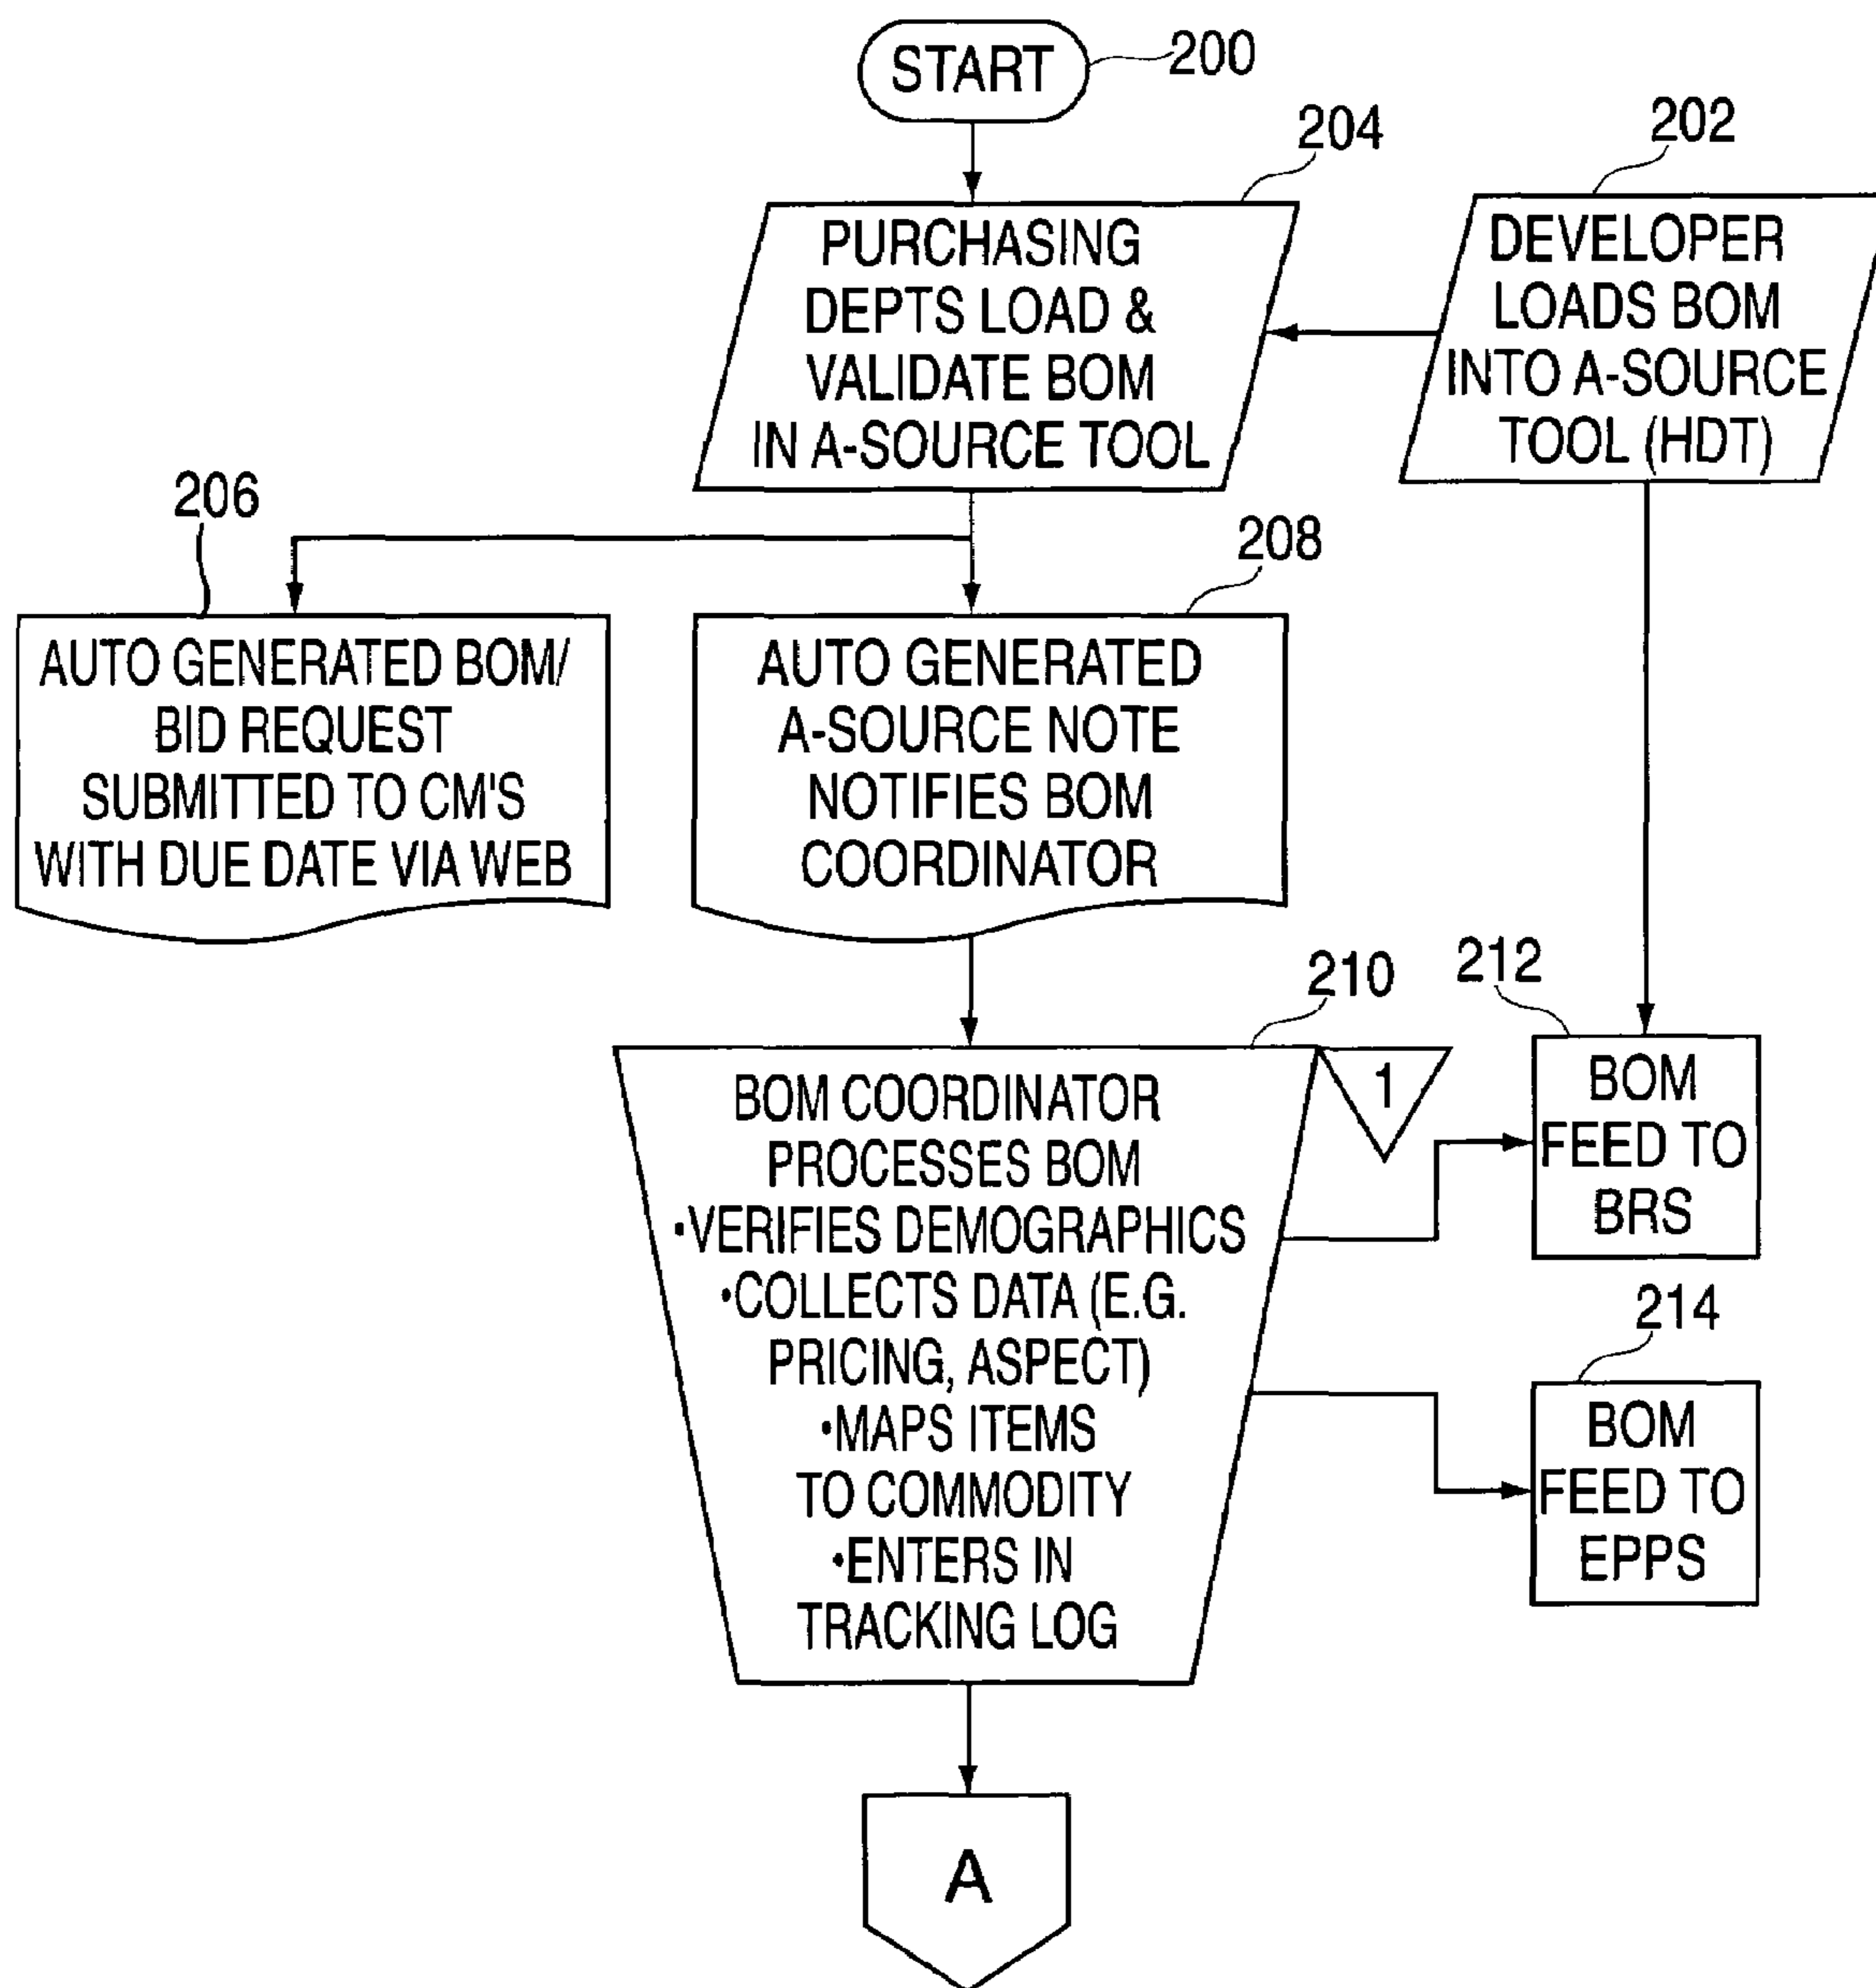 START
200
204
PURCHASING
DEPTS LOAD &
VALIDATE BOM
IN A-SOURCE TOOL
202
DEVELOPER
LOADS BOM
INTO A-SOURCE
TOOL (HDT)
206
AUTO GENERATED BOM/
BID REQUEST
SUBMITTED TO CM'S
WITH DUE DATE VIA WEB
208
AUTO GENERATED
A-SOURCE NOTE
NOTIFIES BOM
COORDINATOR
210
BOM COORDINATOR
PROCESSES BOM
•VERIFIES DEMOGRAPHICS
•COLLECTS DATA (E.G.
PRICING, ASPECT)
•MAPS ITEMS
TO COMMODITY
•ENTERS IN
TRACKING LOG
1
212
BOM
FEED TO
BRS
214
BOM
FEED TO
EPPS
A